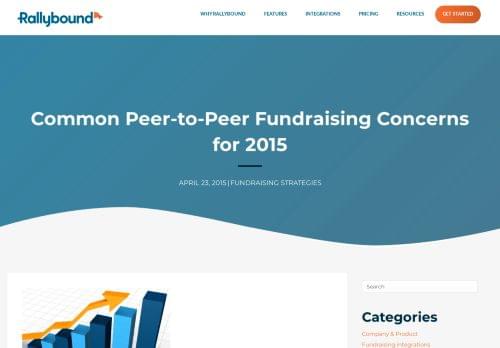 Rallybound
WHY RALLYBOUND
FEATURES
INTEGRATIONS
PRICING
RESOURCES
GET STARTED
Common Peer-to-Peer Fundraising Concerns
for 2015
APRIL 23, 2015 | FUNDRAISING STRATEGIES
Search
Categories
Company & Product
Fundraising Integrations